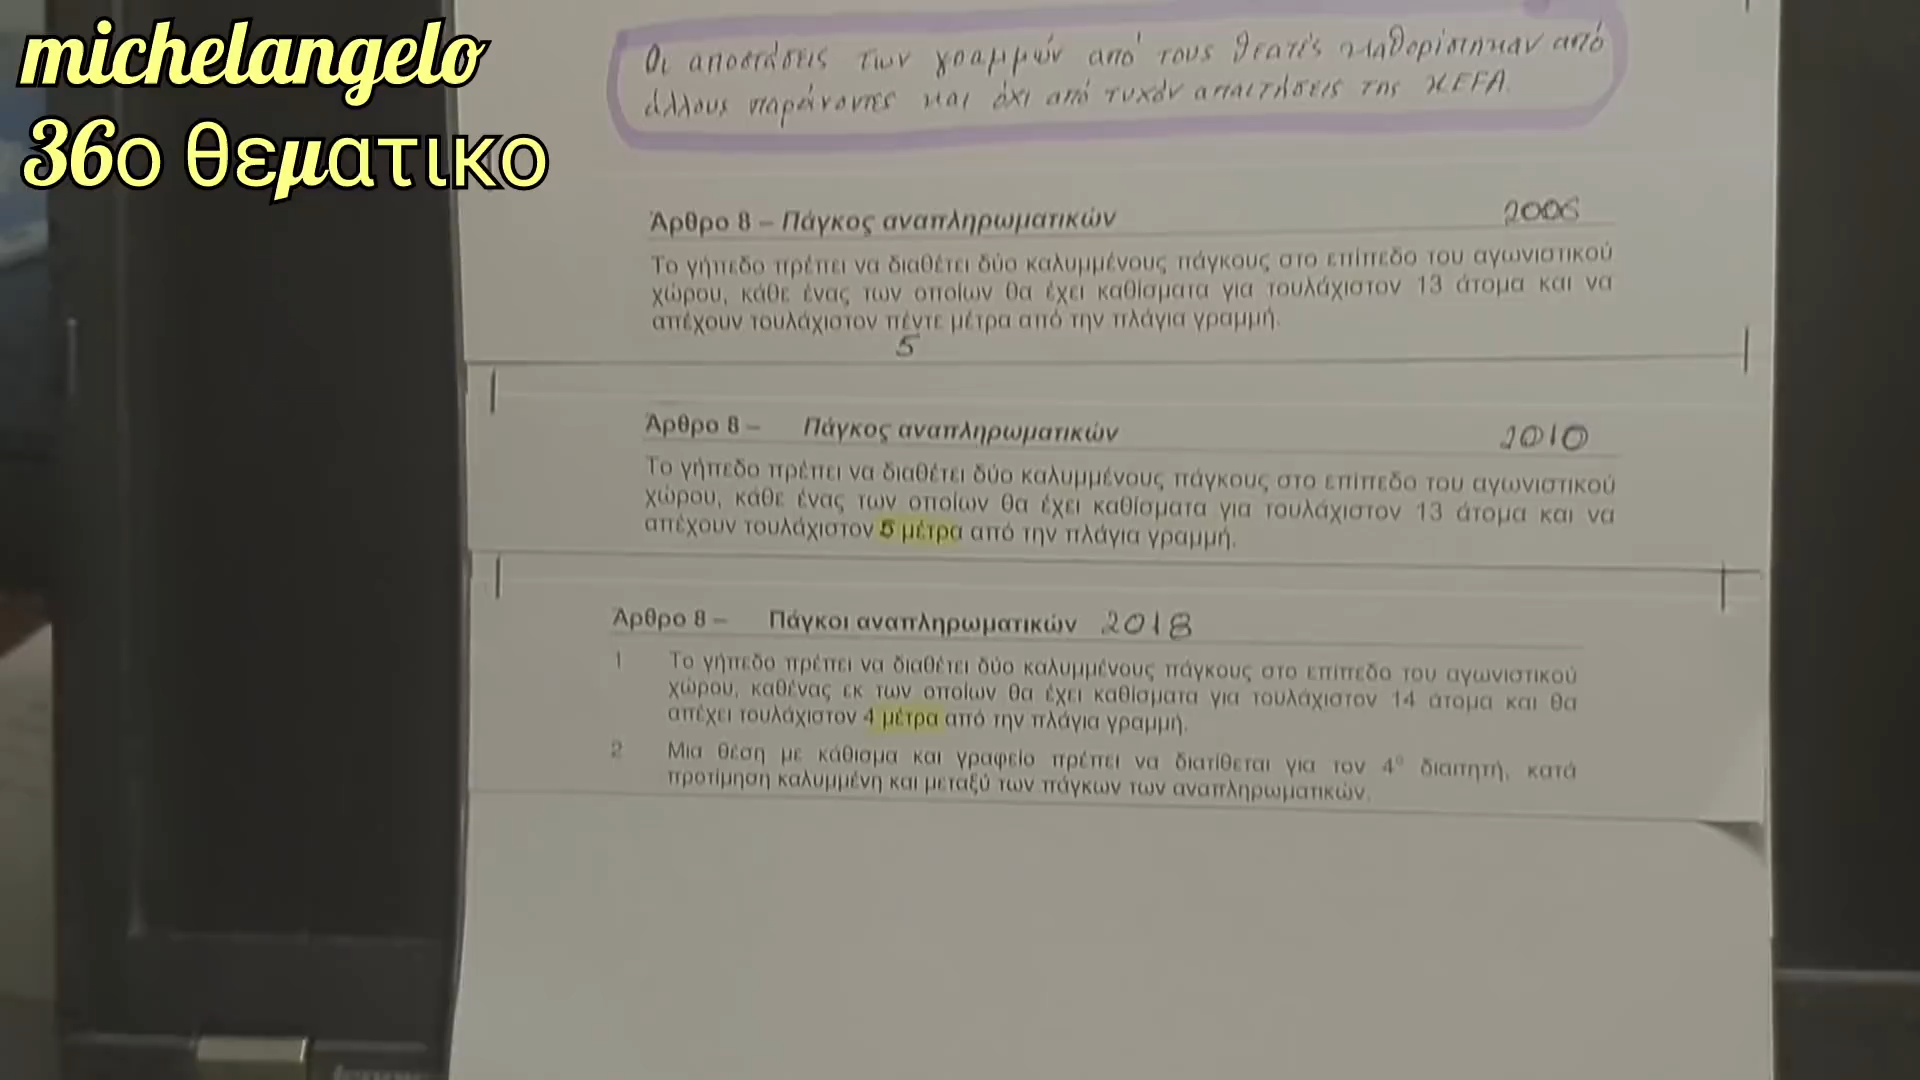 michelangelo
36ο θεματικο
Οι αποστάσεις των γραμμών από τους θεατές καθορίστηκαν από
άλλους παράγοντες και όχι από τυχόν απαιτήσεις της UEFA.
Άρθρο 8 – Πάγκος αναπληρωματικών 2006
Το γήπεδο πρέπει να διαθέτει δύο καλυμμένους πάγκους στο επίπεδο του αγωνιστικού
χώρου, κάθε ένας των οποίων θα έχει καθίσματα για τουλάχιστον 13 άτομα και να
απέχουν τουλάχιστον πέντε μέτρα από την πλάγια γραμμή.
5
Άρθρο 8 – Πάγκος αναπληρωματικών 2010
Το γήπεδο πρέπει να διαθέτει δύο καλυμμένους πάγκους στο επίπεδο του αγωνιστικού
χώρου, κάθε ένας των οποίων θα έχει καθίσματα για τουλάχιστον 13 άτομα και να
απέχουν τουλάχιστον 5 μέτρα από την πλάγια γραμμή.
Άρθρο 8 – Πάγκοι αναπληρωματικών 2018
1 Το γήπεδο πρέπει να διαθέτει δύο καλυμμένους πάγκους στο επίπεδο του αγωνιστικού
χώρου, καθένας εκ των οποίων θα έχει καθίσματα για τουλάχιστον 14 άτομα και θα
απέχει τουλάχιστον 4 μέτρα από την πλάγια γραμμή.
2 Μια θέση με κάθισμα και γραφείο πρέπει να διατίθεται για τον 4º διαιτητή, κατά
προτίμηση καλυμμένη και μεταξύ των πάγκων των αναπληρωματικών.